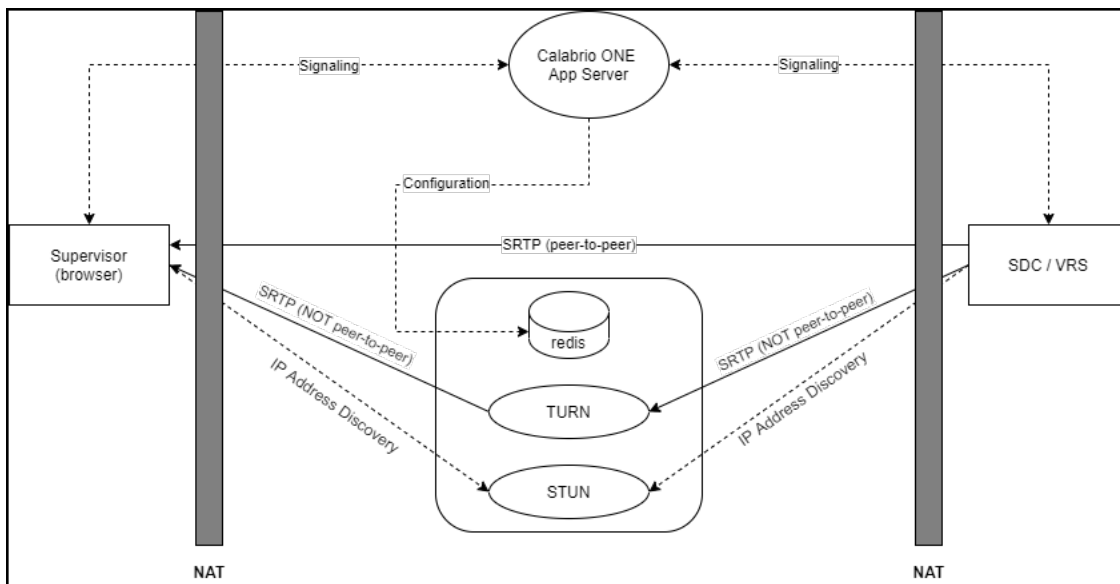 Calabrio ONE
App Server
Signaling
Signaling
Configuration
SRTP (peer-to-peer)
Supervisor
(browser)
SDC / VRS
redis
SRTP (NOT peer-to-peer)
SRTP (NOT peer-to-peer)
IP Address Discovery
IP Address Discovery
TURN
STUN
NAT
NAT